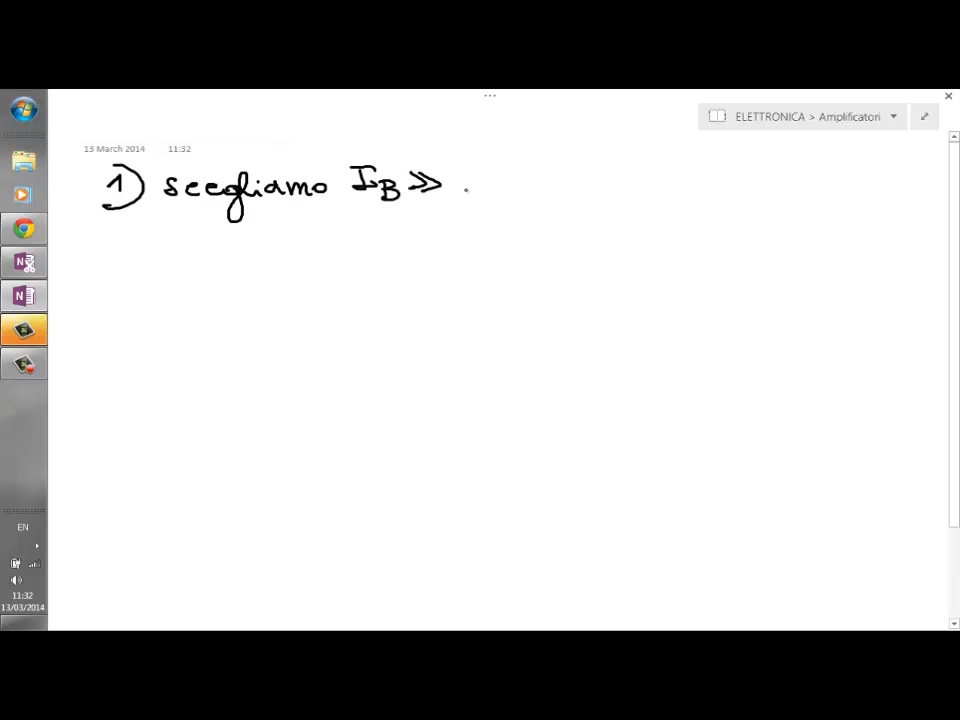 ...
ELETTRONICA > Amplificatori
13 March 2014 11:32
1) scegliamo I_B >>
EN
11:32
13/03/2014